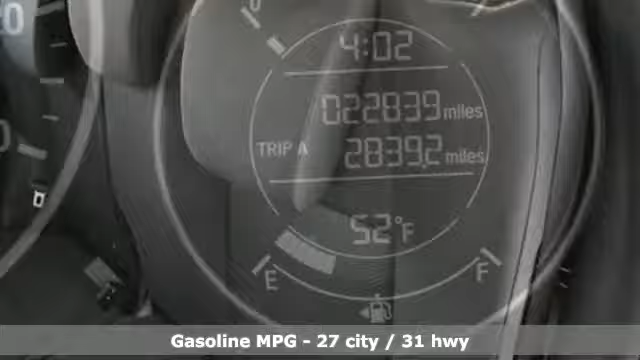 4:02
022839 miles
TRIP A 2839.2 miles
52°F
E F
Gasoline MPG - 27 city / 31 hwy